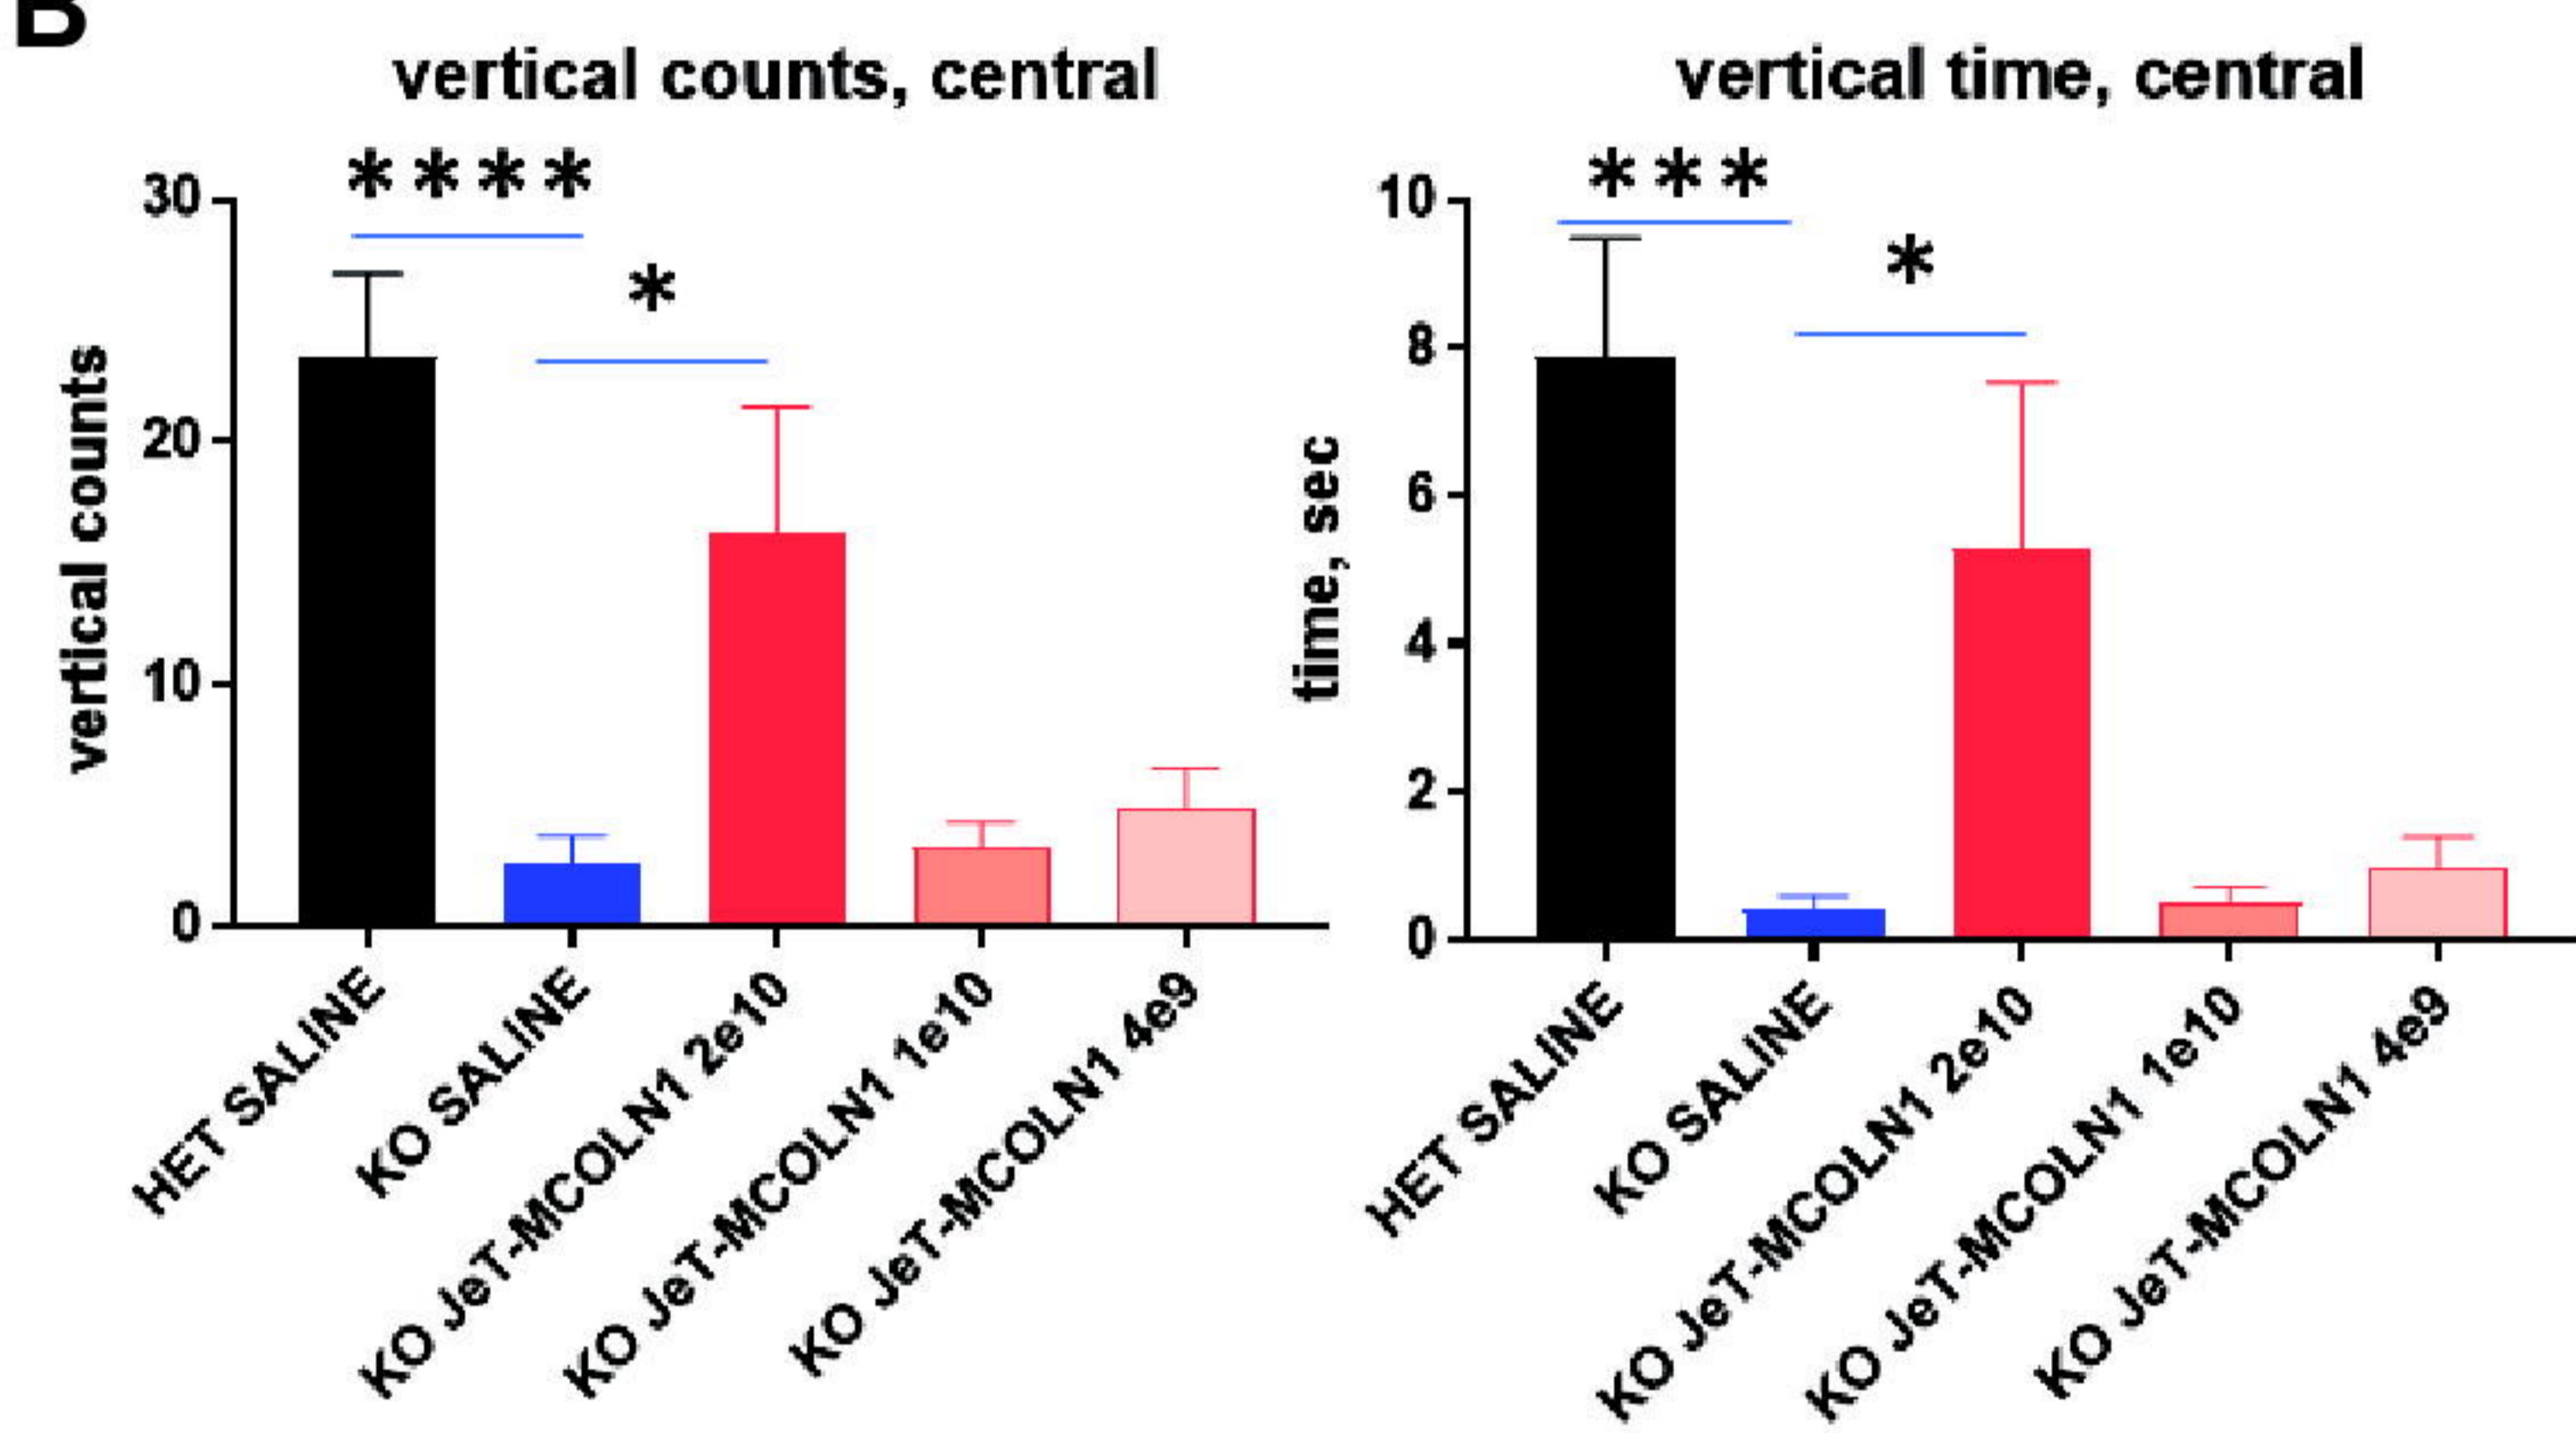 B
vertical counts, central
****
*
vertical counts
30
20
10
0
HET SALINE
KO SALINE
KO JeT-MCOLN1 2e10
KO JeT-MCOLN1 1e10
KO JeT-MCOLN1 4e9
vertical time, central
***
*
time, sec
10
8
6
4
2
0
HET SALINE
KO SALINE
KO JeT-MCOLN1 2e10
KO JeT-MCOLN1 1e10
KO JeT-MCOLN1 4e9